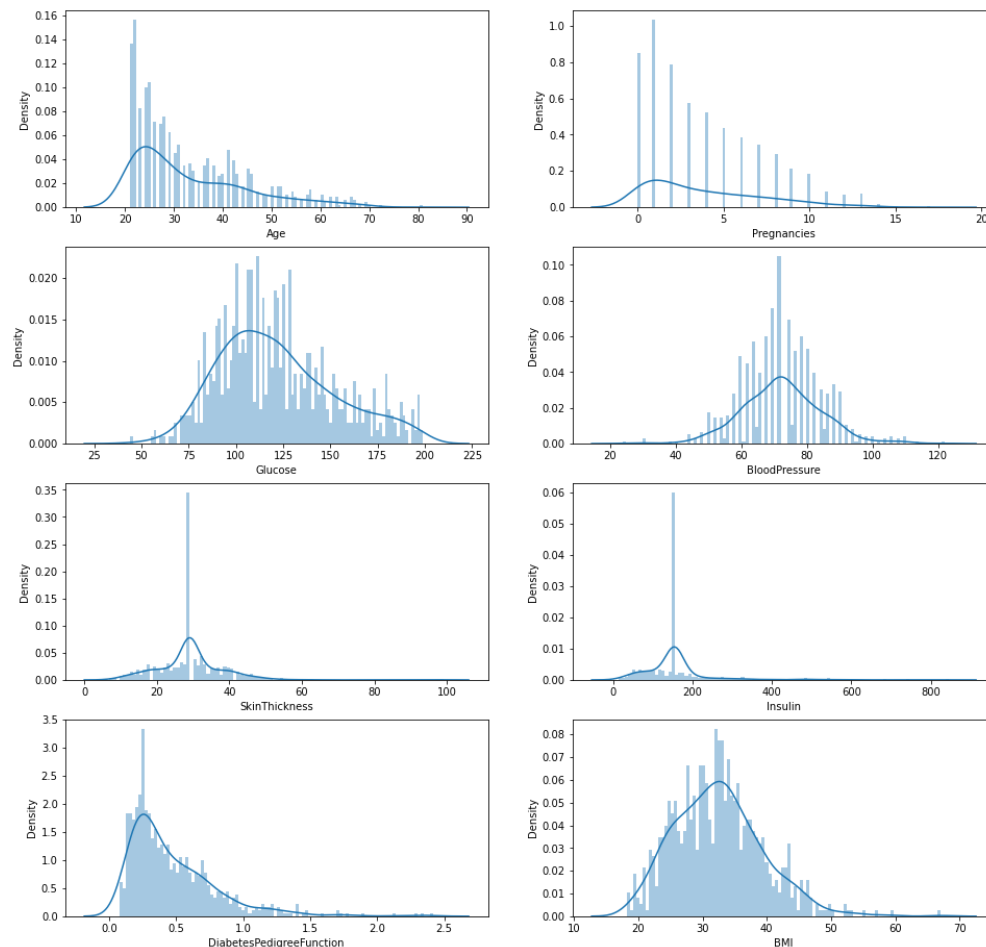 0.16
0.14
0.12
0.10
0.08
0.06
0.04
0.02
0.00
Density
10 20 30 40 50 60 70 80 90
Age
1.0
0.8
0.6
0.4
0.2
0.0
Density
0 5 10 15 20
Pregnancies
0.020
0.015
0.010
0.005
0.000
Density
25 50 75 100 125 150 175 200 225
Glucose
0.10
0.08
0.06
0.04
0.02
0.00
Density
20 40 60 80 100 120
BloodPressure
0.35
0.30
0.25
0.20
0.15
0.10
0.05
0.00
Density
0 20 40 60 80 100
SkinThickness
0.06
0.05
0.04
0.03
0.02
0.01
0.00
Density
0 200 400 600 800
Insulin
3.5
3.0
2.5
2.0
1.5
1.0
0.5
0.0
Density
0.0 0.5 1.0 1.5 2.0 2.5
DiabetesPedigreeFunction
0.08
0.07
0.06
0.05
0.04
0.03
0.02
0.01
0.00
Density
10 20 30 40 50 60 70
BMI